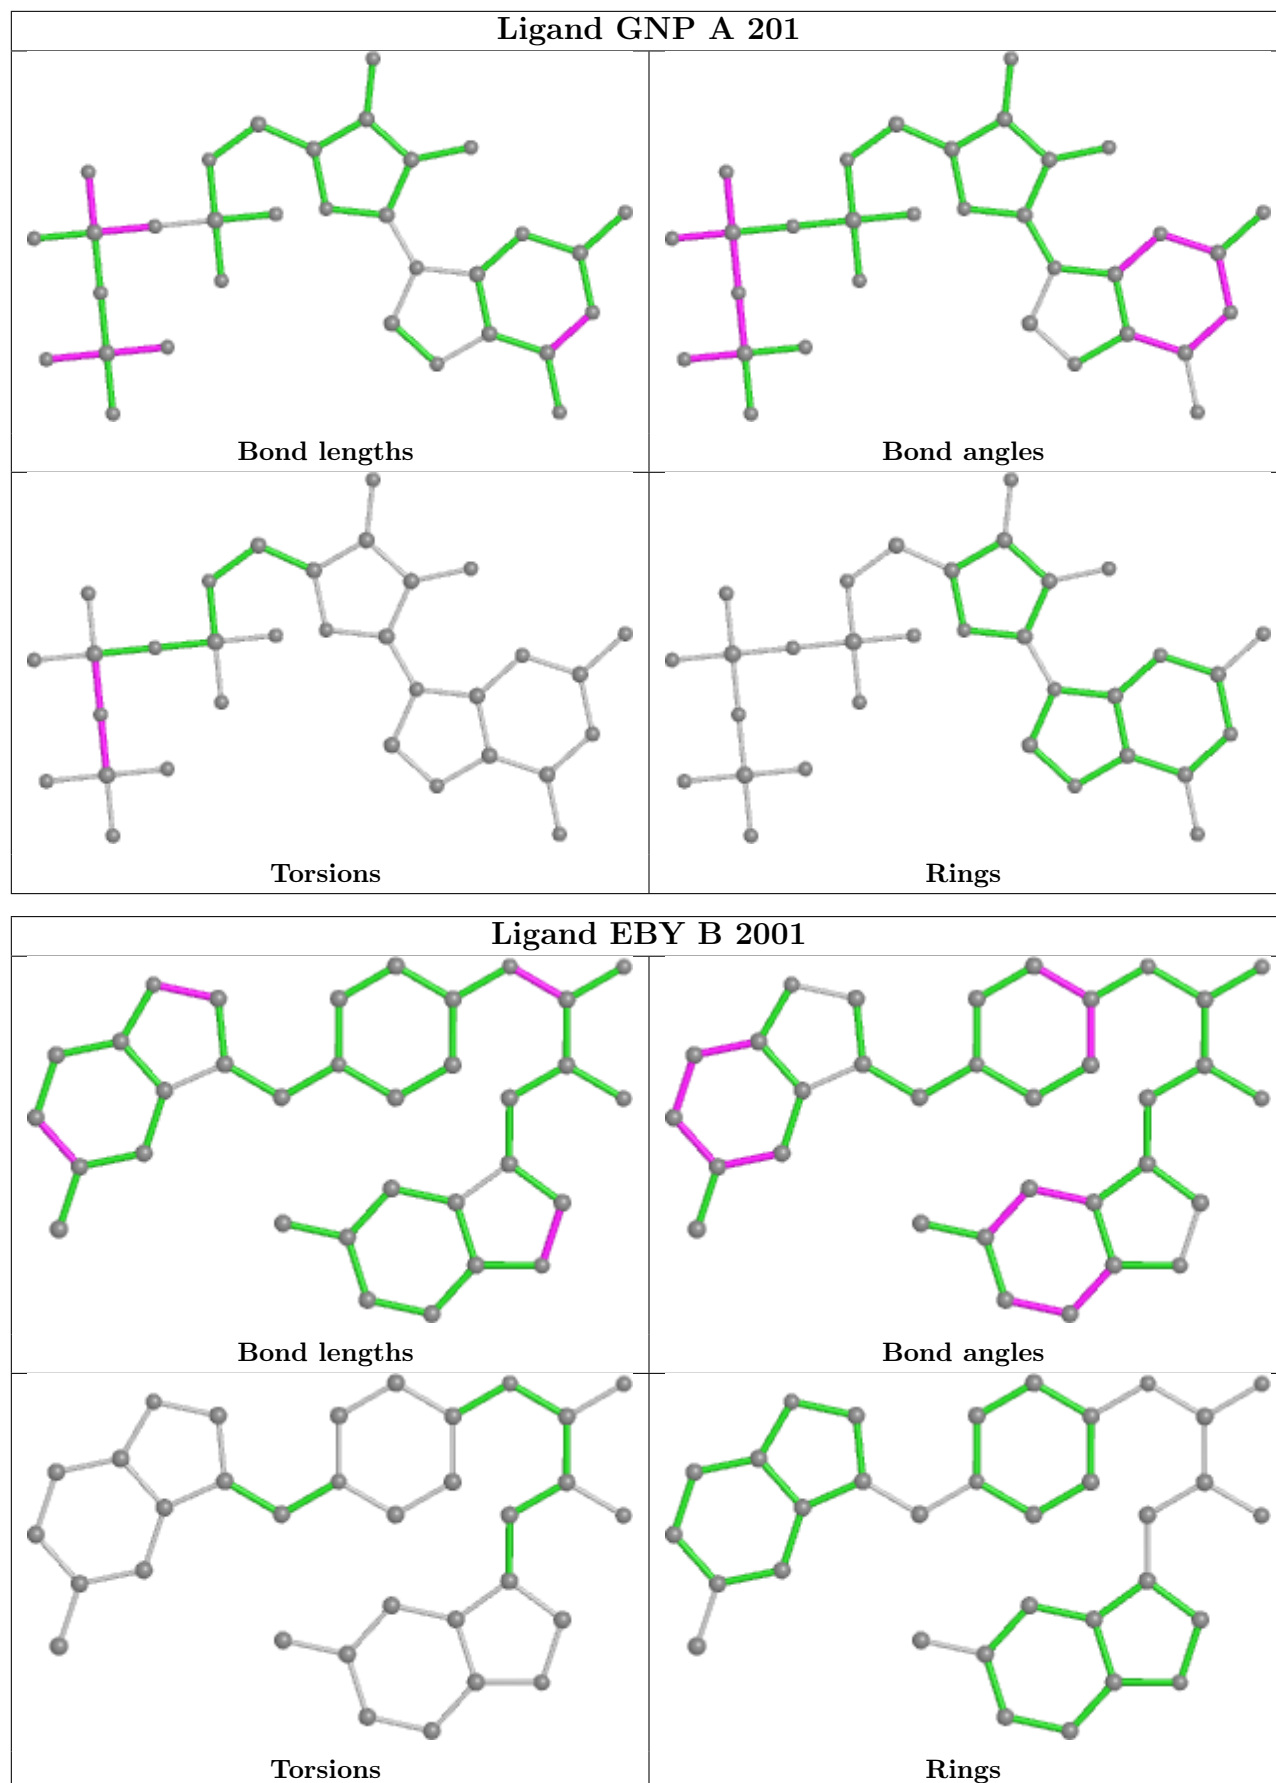 Ligand GNP A 201
Bond lengths
Bond angles
Torsions
Rings
Ligand EBY B 2001
Bond lengths
Bond angles
Torsions
Rings